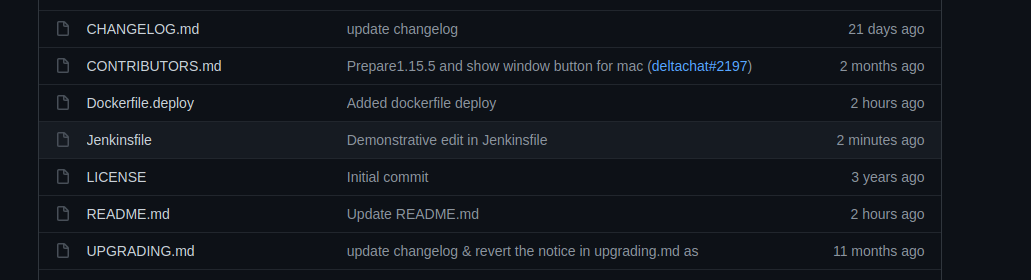 CHANGELOG.md update changelog 21 days ago
CONTRIBUTORS.md Prepare1.15.5 and show window button for mac (deltachat#2197) 2 months ago
Dockerfile.deploy Added dockerfile deploy 2 hours ago
Jenkinsfile Demonstrative edit in Jenkinsfile 2 minutes ago
LICENSE Initial commit 3 years ago
README.md Update README.md 2 hours ago
UPGRADING.md update changelog & revert the notice in upgrading.md as 11 months ago